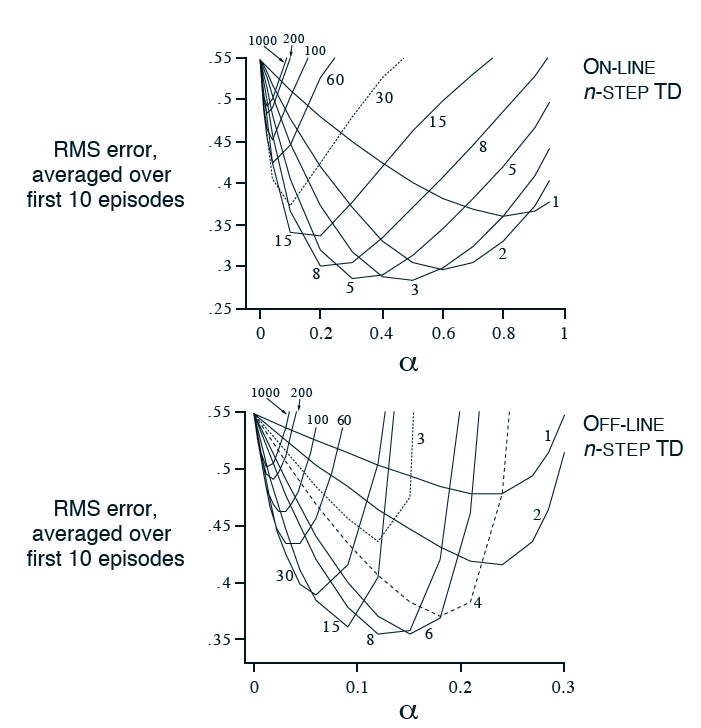 1000 200
100
.55
60
ON-LINE
n-STEP TD
.5
30
15
.45
8
RMS error,
averaged over
first 10 episodes
.4
5
1
.35
15
2
.3
8
5
3
.25
0 0.2 0.4 0.6 0.8 1
α
1000 200
.55
100 60
3
1
OFF-LINE
n-STEP TD
.5
2
.45
RMS error,
averaged over
first 10 episodes
30
.4
4
15
8
6
.35
0 0.1 0.2 0.3
α